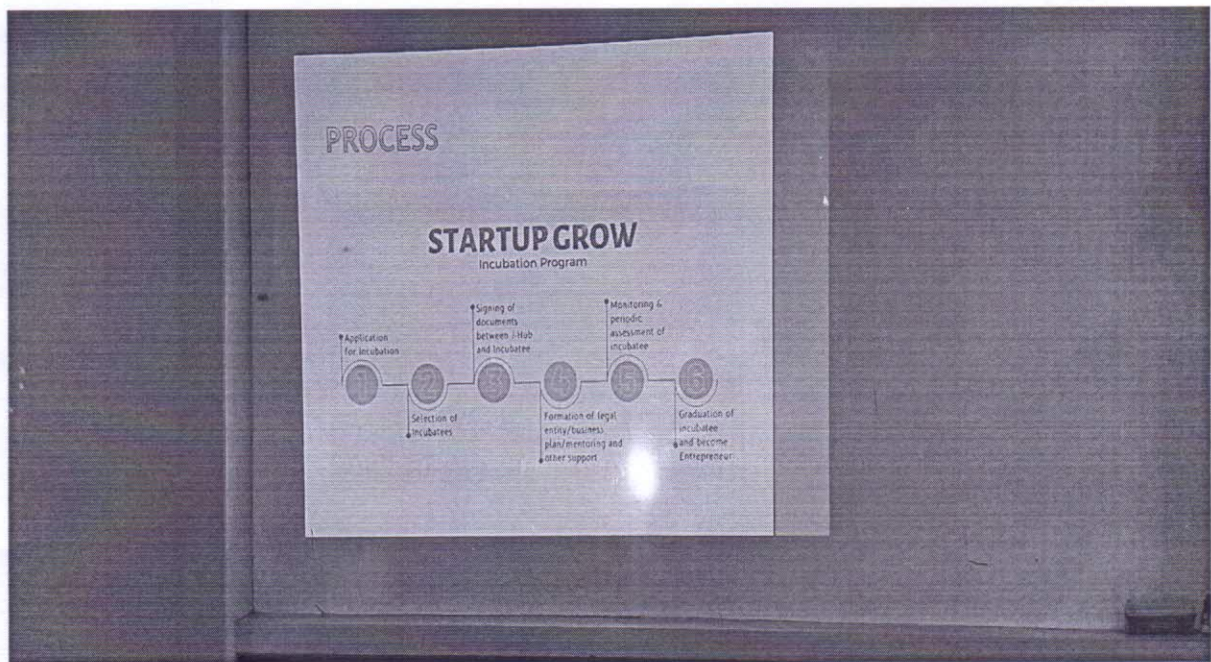 PROCESS
STARTUP GROW
Incubation Program
Application
for Incubation
1
2
Selection of
Incubatees
Signing of
documents
between i-Hub
and Incubatee
3
4
Formation of legal
entity/business
plan/mentoring and
other support
Monitoring &
periodic
assessment of
incubatee
5
6
Graduation of
incubatee
and become
Entrepreneur